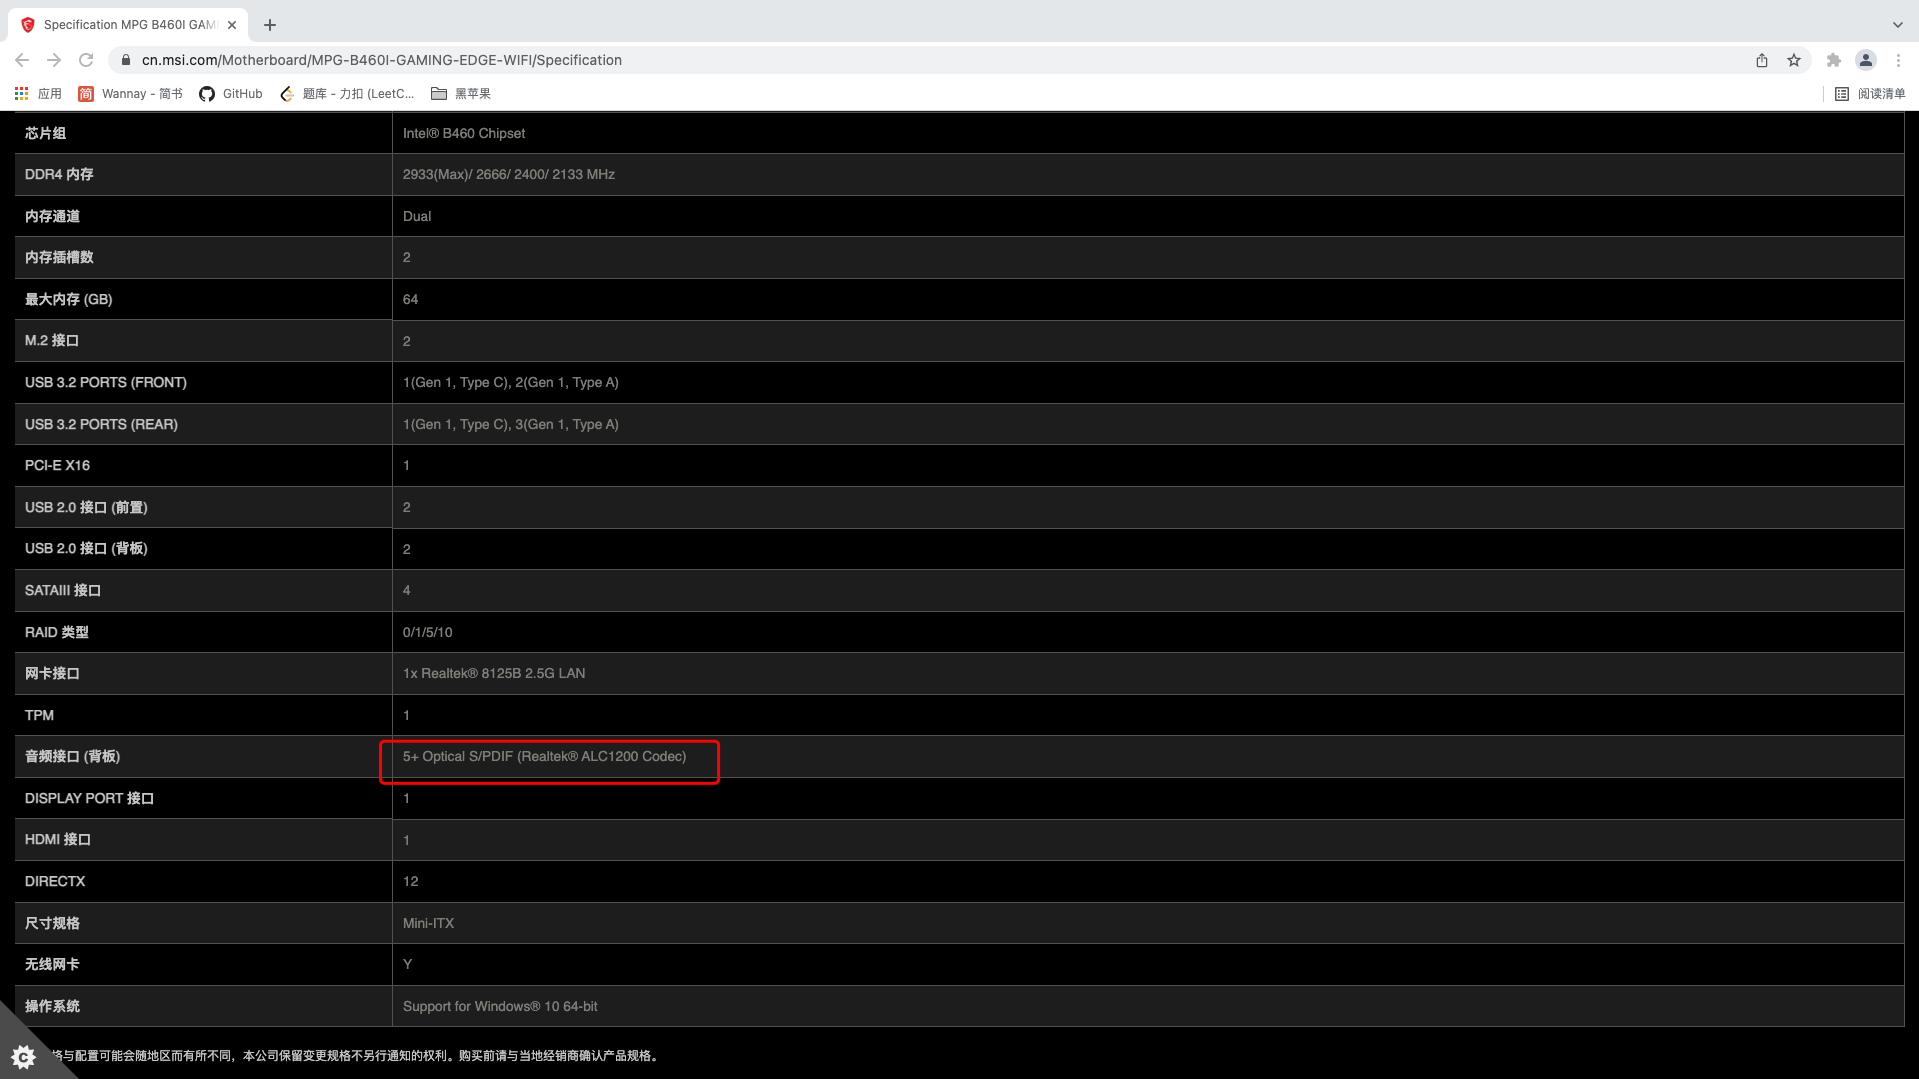 Specification MPG B460I GAM
cn.msi.com/Motherboard/MPG-B460I-GAMING-EDGE-WIFI/Specification
应用
简
Wannay - 简书
GitHub
题库 - 力扣 (LeetC...
黑苹果
阅读清单
芯片组 Intel® B460 Chipset
DDR4 内存 2933(Max)/ 2666/ 2400/ 2133 MHz
内存通道 Dual
内存插槽数 2
最大内存 (GB) 64
M.2 接口 2
USB 3.2 PORTS (FRONT) 1(Gen 1, Type C), 2(Gen 1, Type A)
USB 3.2 PORTS (REAR) 1(Gen 1, Type C), 3(Gen 1, Type A)
PCI-E X16 1
USB 2.0 接口 (前置) 2
USB 2.0 接口 (背板) 2
SATAIII 接口 4
RAID 类型 0/1/5/10
网卡接口 1x Realtek® 8125B 2.5G LAN
TPM 1
音频接口 (背板) 5+ Optical S/PDIF (Realtek® ALC1200 Codec)
DISPLAY PORT 接口 1
HDMI 接口 1
DIRECTX 12
尺寸规格 Mini-ITX
无线网卡 Y
操作系统 Support for Windows® 10 64-bit
格与配置可能会随地区而有所不同，本公司保留变更规格不另行通知的权利。购买前请与当地经销商确认产品规格。